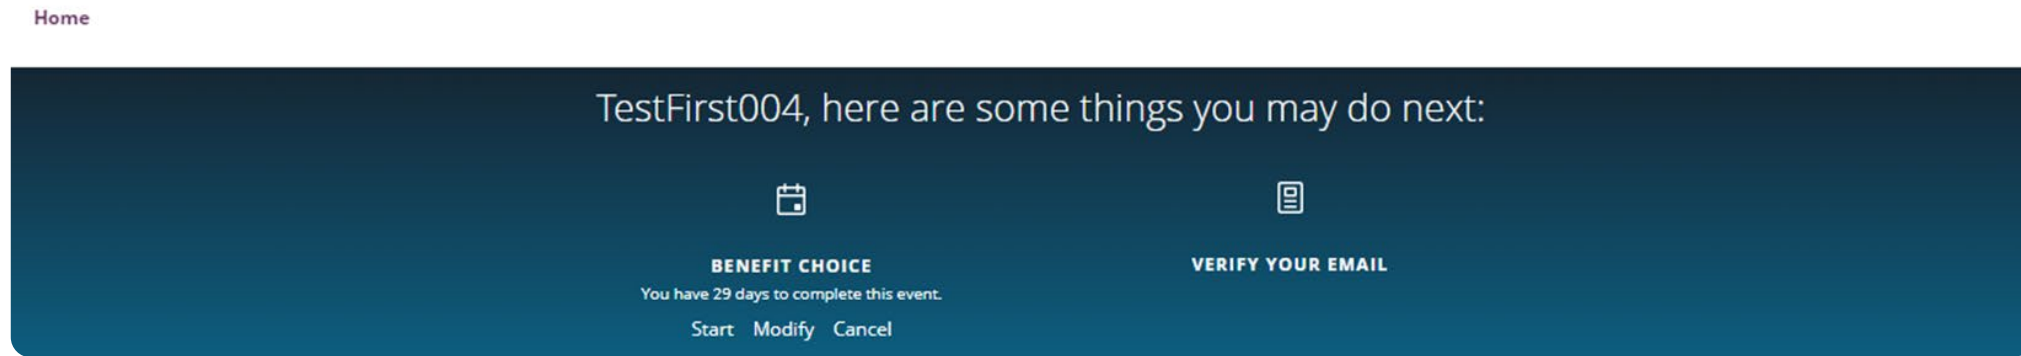 Home
TestFirst004, here are some things you may do next:
BENEFIT CHOICE
You have 29 days to complete this event.
Start Modify Cancel
VERIFY YOUR EMAIL